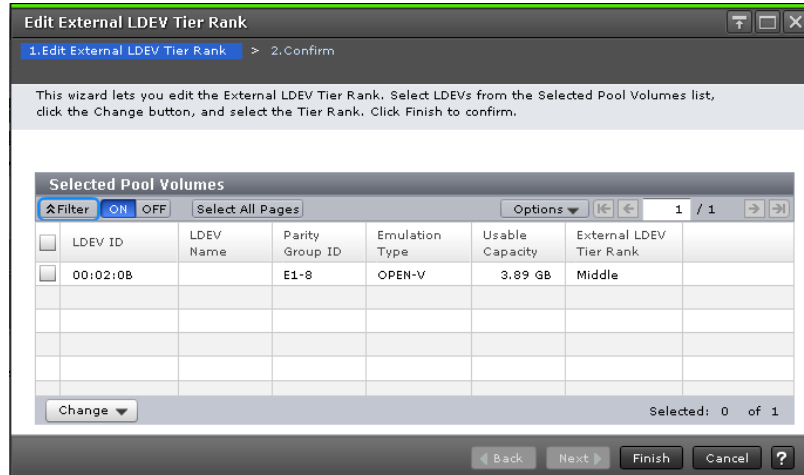 Edit External LDEV Tier Rank
1.Edit External LDEV Tier Rank > 2.Confirm
This wizard lets you edit the External LDEV Tier Rank. Select LDEVs from the Selected Pool Volumes list,
click the Change button, and select the Tier Rank. Click Finish to confirm.
Selected Pool Volumes
Filter ON OFF Select All Pages Options 1 / 1
LDEV ID LDEV Name Parity Group ID Emulation Type Usable Capacity External LDEV Tier Rank
00:02:0B E1-8 OPEN-V 3.89 GB Middle
Change Selected: 0 of 1
Back Next Finish Cancel ?